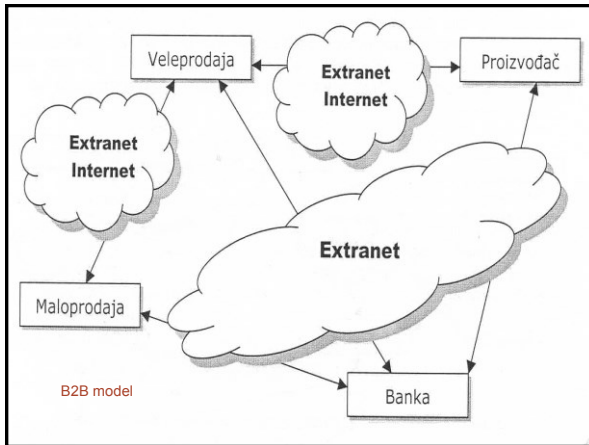 Veleprodaja
Extranet
Internet
Proizvođač
Extranet
Internet
Extranet
Maloprodaja
B2B model
Banka